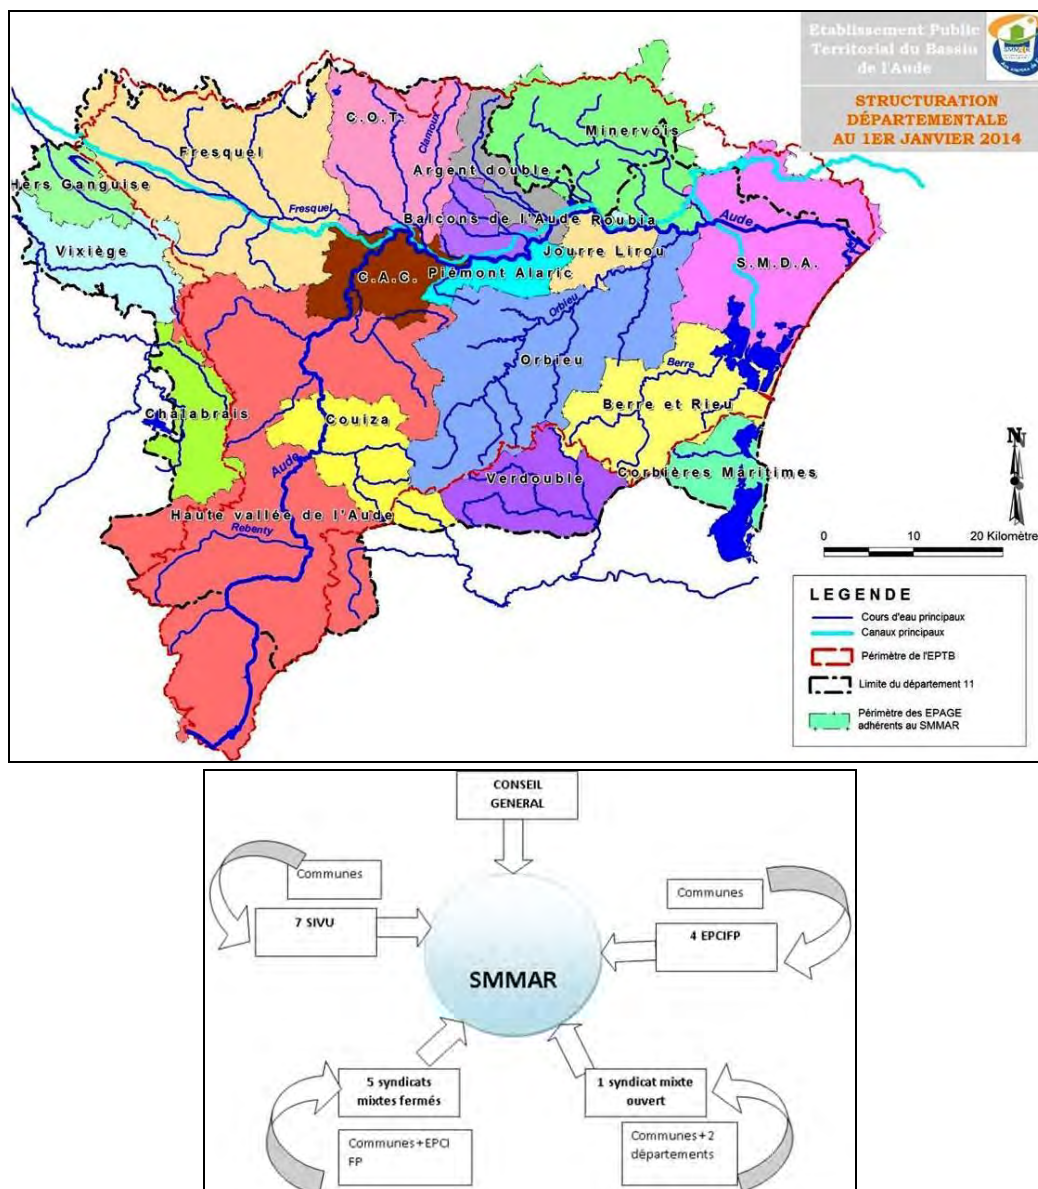 Etablissement Public
Territorial du Bassin
de l'Aude
SMMAR
STRUCTURATION
DÉPARTEMENTALE
AU 1ER JANVIER 2014
C.O.T.
Clamoux
Minervois
Fresquel
Argent double
Hers Ganguise
Fresquel
Balcons de l'Aude
Roubia
Aude
Vixiège
Jourre Lirou
S.M.D.A.
C.A.C.
Piémont Alaric
Orbieu
Orbieu
Berre
Chalabrais
Couiza
Berre et Rieu
Aude
Verdouble
Corbières Maritimes
Haute vallée de l'Aude
Rebenty
N
0 10 20 Kilomètre
LEGENDE
Cours d'eau principaux
Canaux principaux
Périmètre de l'EPTB
Limite du département 11
Périmètre des EPAGE
adhérents au SMMAR
CONSEIL
GENERAL
Communes
7 SIVU
Communes
4 EPCIFP
SMMAR
5 syndicats
mixtes fermés
1 syndicat mixte
ouvert
Communes+EPCI
FP
Communes+2
départements